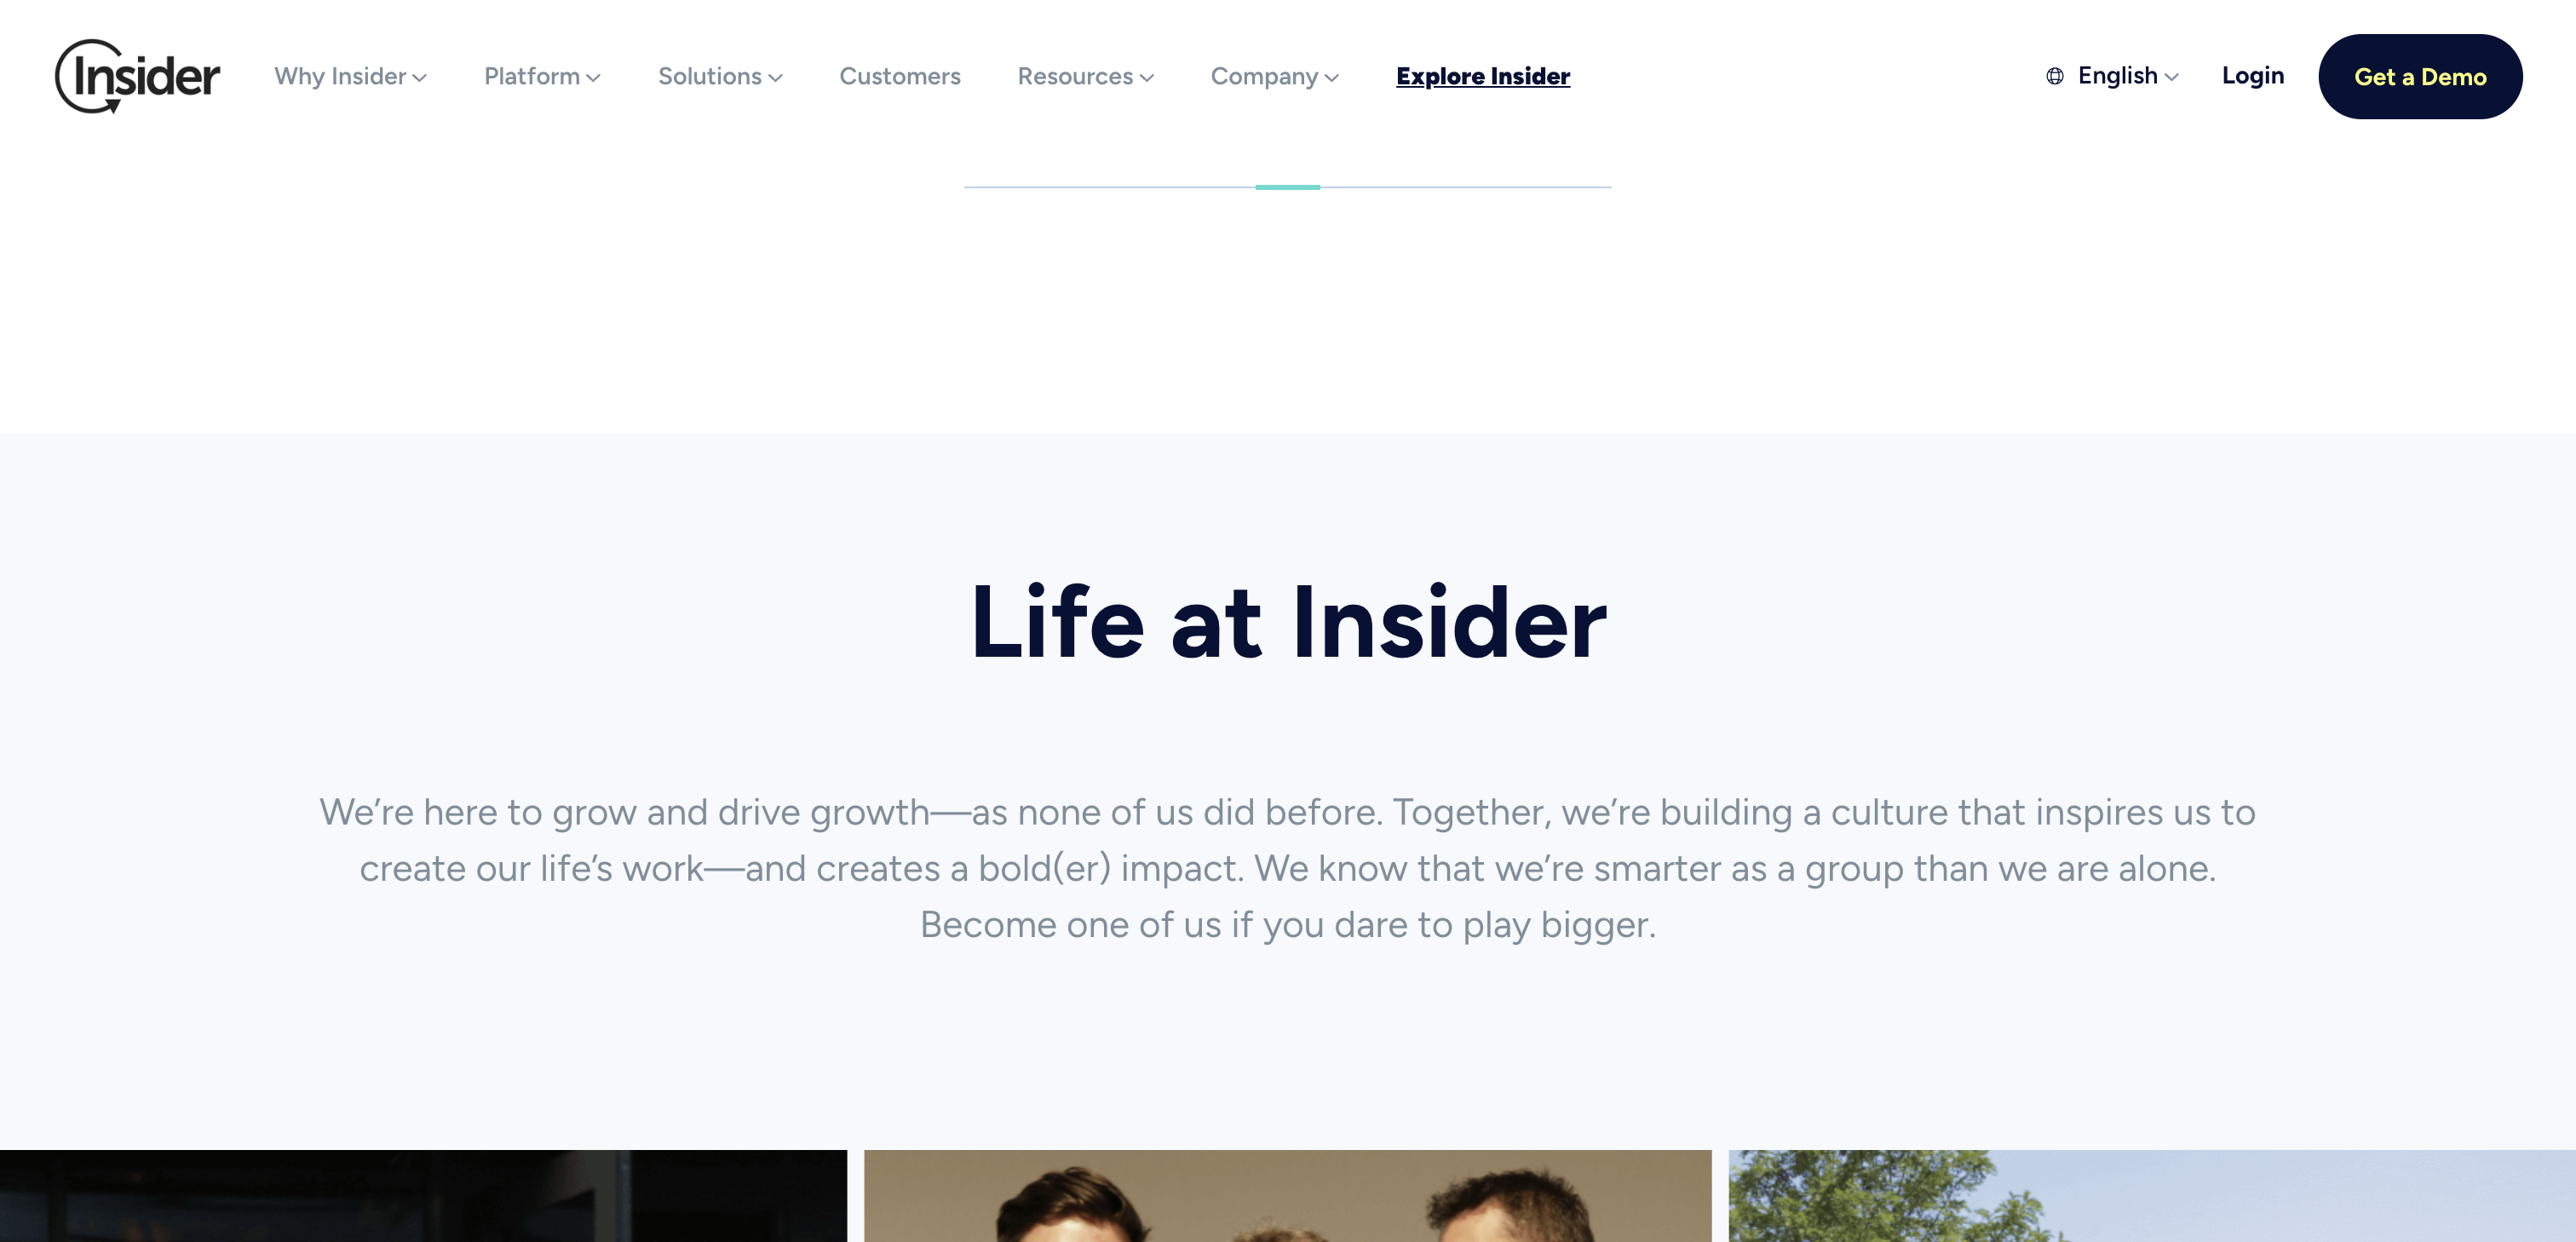 Insider
Why Insider
Platform
Solutions
Customers
Resources
Company
Explore Insider
English
Login
Get a Demo
Life at Insider
We’re here to grow and drive growth—as none of us did before. Together, we’re building a culture that inspires us to
create our life’s work—and creates a bold(er) impact. We know that we’re smarter as a group than we are alone.
Become one of us if you dare to play bigger.